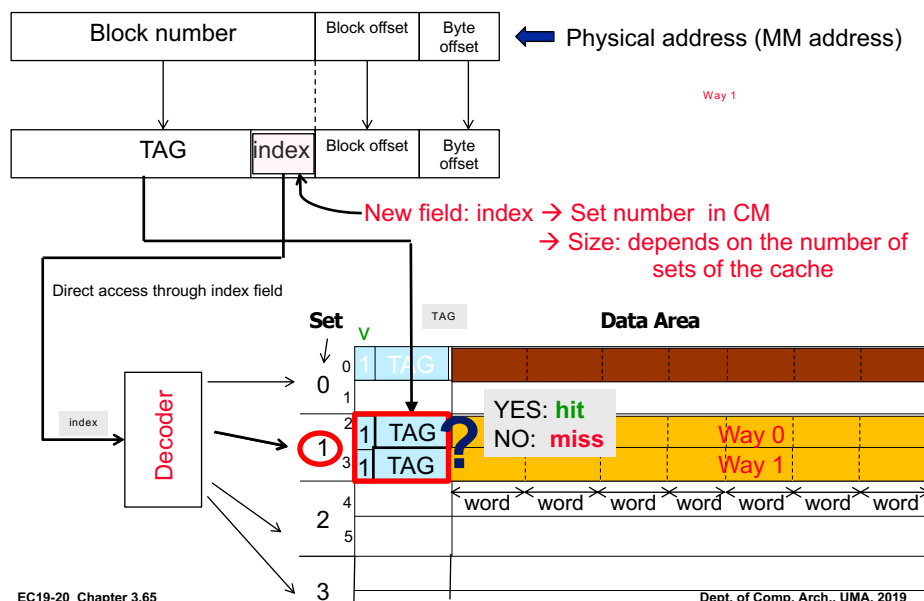 Block number
Block offset
Byte offset
Physical address (MM address)
Way 1
TAG
index
Block offset
Byte offset
New field: index → Set number in CM
→ Size: depends on the number of sets of the cache
Direct access through index field
Set
V
TAG
Data Area
0
0
1
TAG
1
YES: hit
NO: miss
index
Decoder
1
2
1
TAG
?
Way 0
3
1
TAG
Way 1
word word word word word word word
2
4
5
3
EC19-20 Chapter 3.65
Dept. of Comp. Arch., UMA, 2019